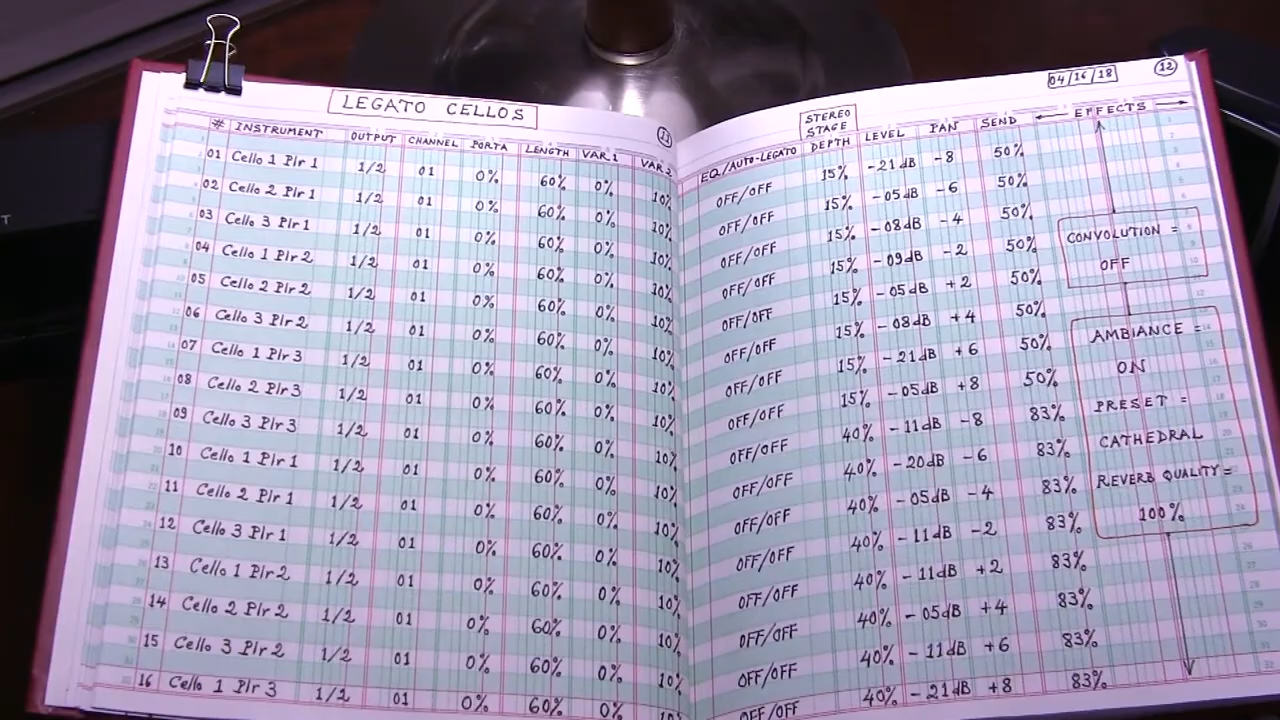 LEGATO CELLOS
11
# INSTRUMENT OUTPUT CHANNEL PORTA LENGTH VAR 1 VAR 2
01 Cello 1 Plr 1 1/2 01 0% 60% 0% 10%
02 Cello 2 Plr 1 1/2 01 0% 60% 0% 10%
03 Cello 3 Plr 1 1/2 01 0% 60% 0% 10%
04 Cello 1 Plr 2 1/2 01 0% 60% 0% 10%
05 Cello 2 Plr 2 1/2 01 0% 60% 0% 10%
06 Cello 3 Plr 2 1/2 01 0% 60% 0% 10%
07 Cello 1 Plr 3 1/2 01 0% 60% 0% 10%
08 Cello 2 Plr 3 1/2 01 0% 60% 0% 10%
09 Cello 3 Plr 3 1/2 01 0% 60% 0% 10%
10 Cello 1 Plr 1 1/2 01 0% 60% 0% 10%
11 Cello 2 Plr 1 1/2 01 0% 60% 0% 10%
12 Cello 3 Plr 1 1/2 01 0% 60% 0% 10%
13 Cello 1 Plr 2 1/2 01 0% 60% 0% 10%
14 Cello 2 Plr 2 1/2 01 0% 60% 0% 10%
15 Cello 3 Plr 2 1/2 01 0% 60% 0% 10%
16 Cello 1 Plr 3 1/2 01 0% 60% 0% 10%
04/16/18 12
STEREO
STAGE
EQ/AUTO-LEGATO DEPTH LEVEL PAN SEND EFFECTS
OFF/OFF 15% -21dB -8 50%
OFF/OFF 15% -05dB -6 50%
OFF/OFF 15% -08dB -4 50%
OFF/OFF 15% -09dB -2 50%
OFF/OFF 15% -05dB +2 50%
OFF/OFF 15% -08dB +4 50%
OFF/OFF 15% -21dB +6 50%
OFF/OFF 15% -05dB +8 50%
OFF/OFF 40% -11dB -8 83%
OFF/OFF 40% -20dB -6 83%
OFF/OFF 40% -05dB -4 83%
OFF/OFF 40% -11dB -2 83%
OFF/OFF 40% -11dB +2 83%
OFF/OFF 40% -05dB +4 83%
OFF/OFF 40% -11dB +6 83%
OFF/OFF 40% -21dB +8 83%
CONVOLUTION =
OFF
AMBIANCE =
ON
PRESET =
CATHEDRAL
REVERB QUALITY =
100%